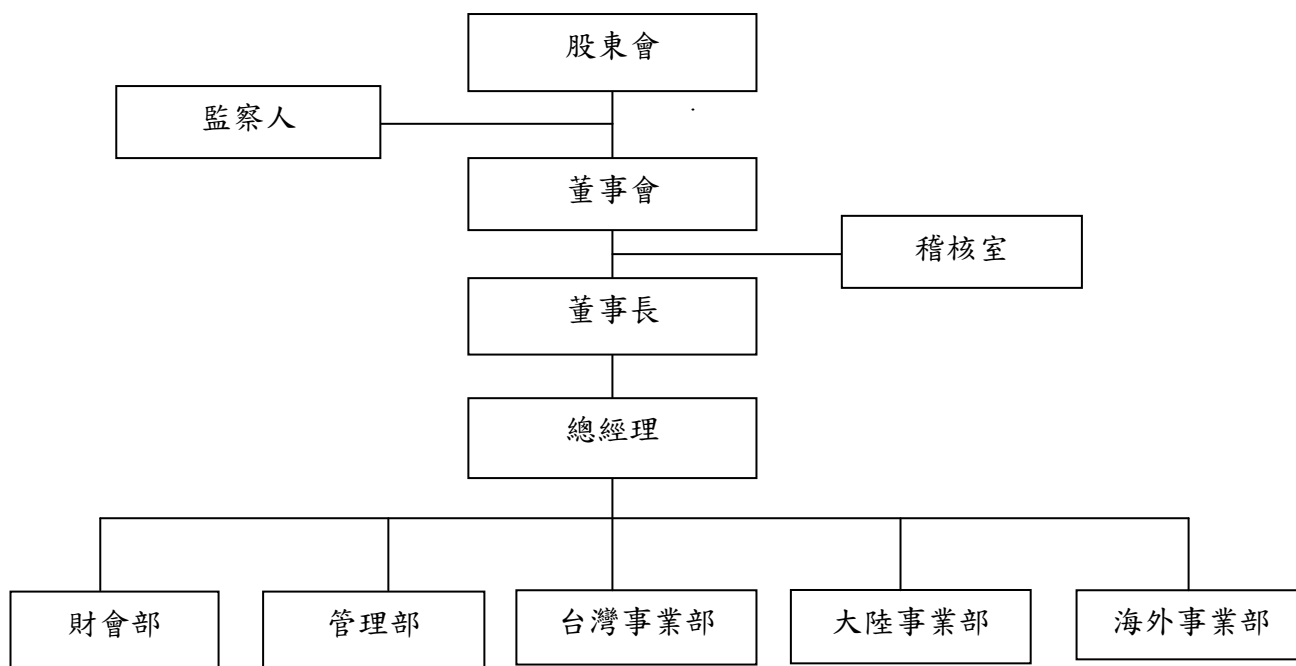 股東會
監察人
董事會
稽核室
董事長
總經理
財會部
管理部
台灣事業部
大陸事業部
海外事業部